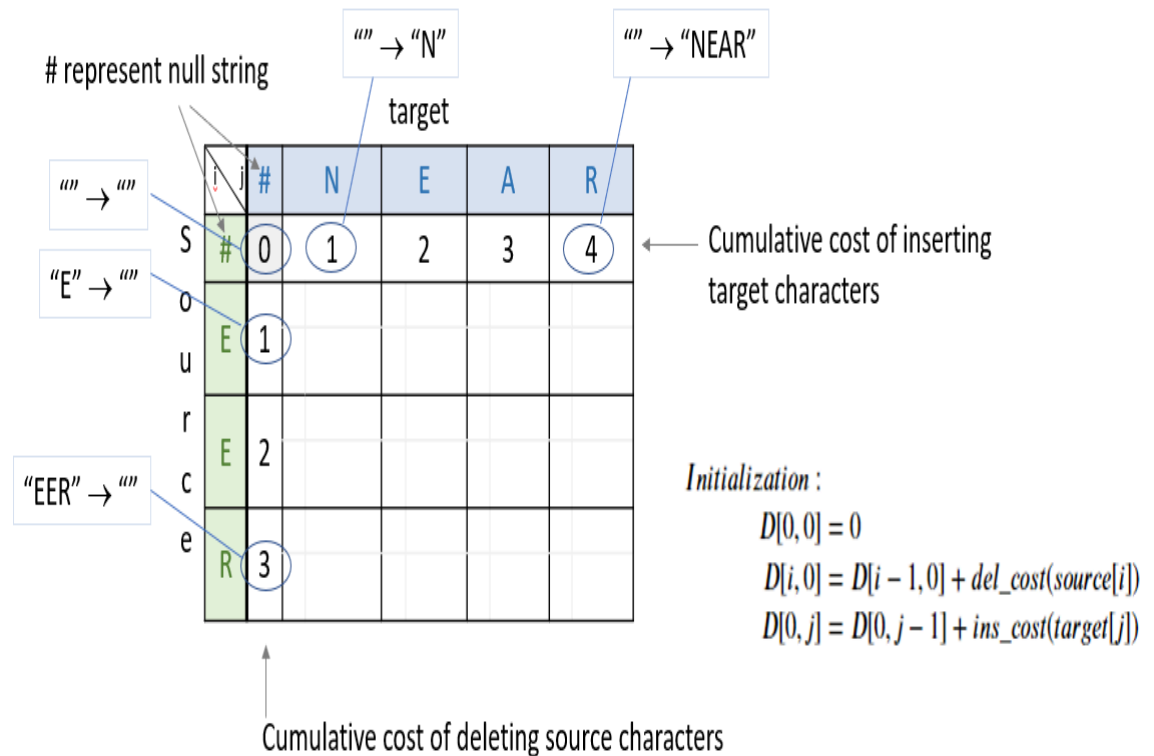 “” → “N”
“” → “NEAR”
# represent null string
target
“” → “”
i j # N E A R
# 0 1 2 3 4
Cumulative cost of inserting
target characters
“E” → “”
E 1
E 2
“EER” → “”
R 3
Source
Initialization :
D[0,0] = 0
D[i,0] = D[i − 1,0] + del_cost(source[i])
D[0,j] = D[0,j − 1] + ins_cost(target[j])
Cumulative cost of deleting source characters